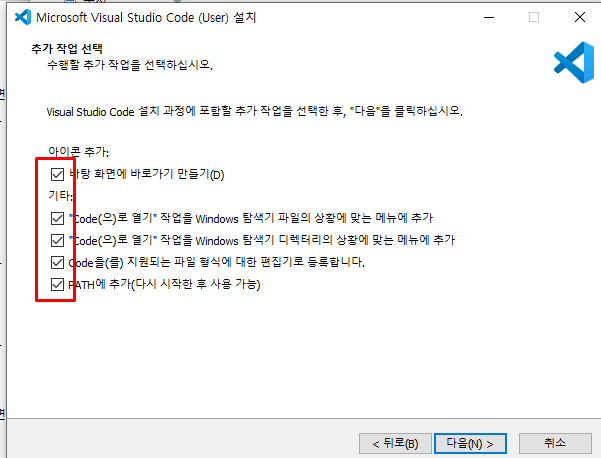 Microsoft Visual Studio Code (User) 설치
추가 작업 선택
수행할 추가 작업을 선택하십시오.
Visual Studio Code 설치 과정에 포함할 추가 작업을 선택한 후, "다음"을 클릭하십시오.
아이콘 추가:
바탕 화면에 바로가기 만들기(D)
기타:
"Code(으)로 열기" 작업을 Windows 탐색기 파일의 상황에 맞는 메뉴에 추가
"Code(으)로 열기" 작업을 Windows 탐색기 디렉터리의 상황에 맞는 메뉴에 추가
Code을(를) 지원되는 파일 형식에 대한 편집기로 등록합니다.
PATH에 추가(다시 시작한 후 사용 가능)
< 뒤로(B)
다음(N) >
취소